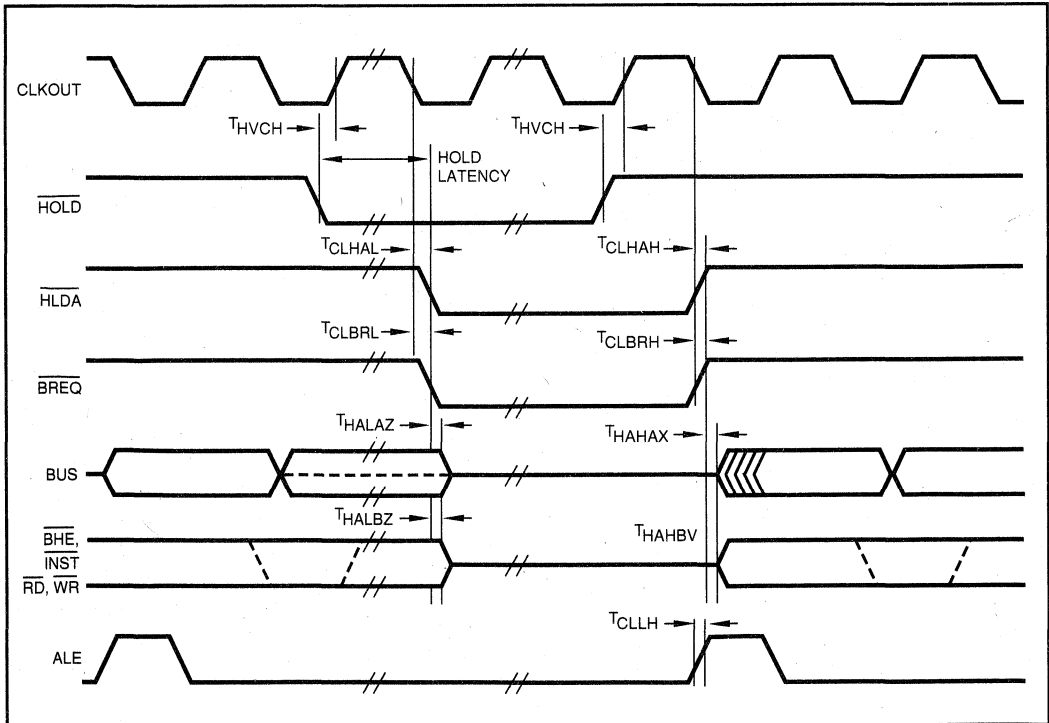 CLKOUT
THVCH
THVCH
HOLD
LATENCY
HOLD
TCLHAL
TCLHAH
HLDA
TCLBRL
TCLBRH
BREQ
THALAZ
THAHAX
BUS
THALBZ
THAHBV
BHE,
INST
RD, WR
TCLLH
ALE